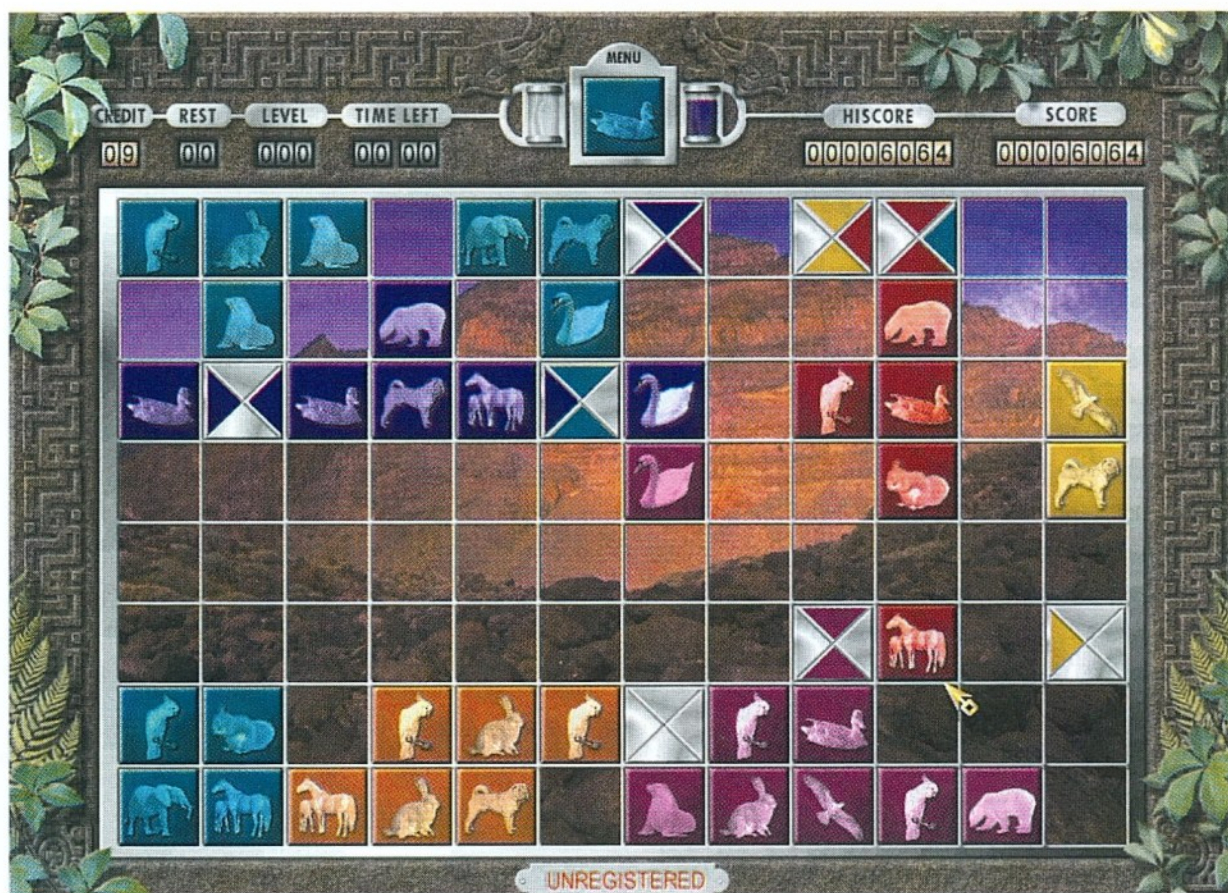 MENU
CREDIT REST LEVEL TIME LEFT HISCORE SCORE
09 00 000 00 00 00006064 00006064
UNREGISTERED